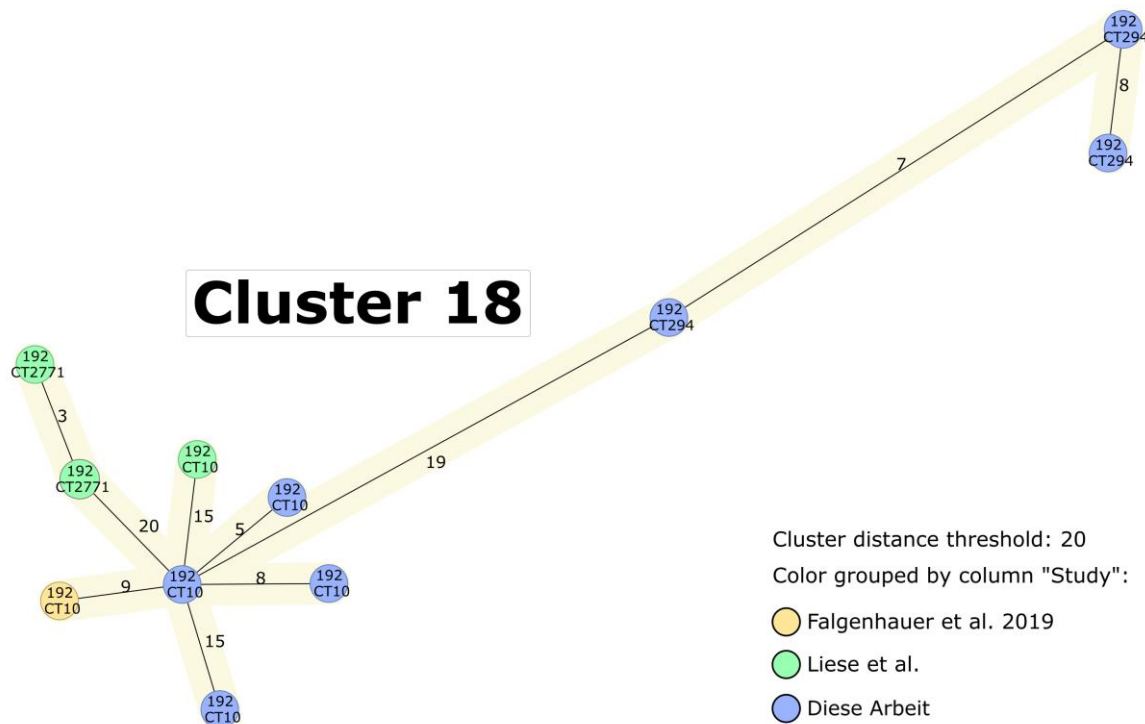 192
CT294
8
192
CT294
7
Cluster 18
192
CT294
192
CT2771
3
192
CT10
19
192
CT2771
192
CT10
20
15
5
192
CT10
9
192
CT10
8
192
CT10
192
CT10
15
192
CT10
Cluster distance threshold: 20
Color grouped by column "Study":
Falgenhauer et al. 2019
Liese et al.
Diese Arbeit